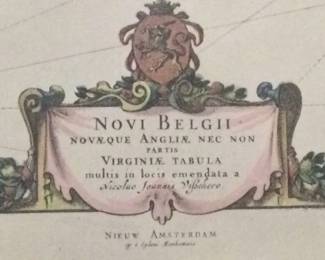 NOVI BELGII
NOVÆQUE ANGLIÆ NEC NON
PARTIS
VIRGINIÆ TABULA
multis in locis emendata a
Nicolao Joannis Visschero
NIEUW AMSTERDAM